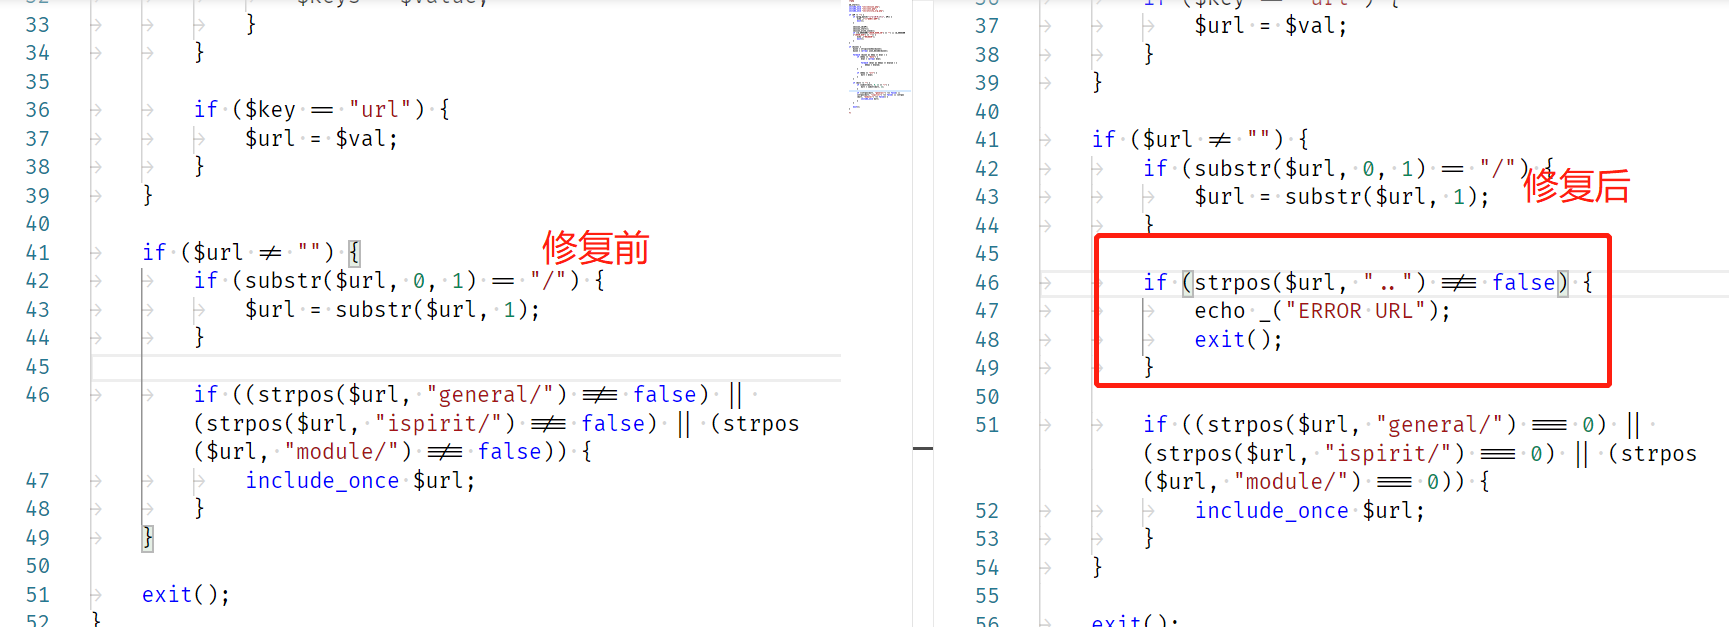 33 }
34 }
35
36 if ($key == "url") {
37 $url = $val;
38 }
39 }
40
41 if ($url != "") {
42 if (substr($url, 0, 1) == "/") {
43 $url = substr($url, 1);
44 }
45
46 if ((strpos($url, "general/") !== false) ||
(strpos($url, "ispirit/") !== false) || (strpos
($url, "module/") !== false)) {
47 include_once $url;
48 }
49 }
50
51 exit();
52 }
修复前
37 $url = $val;
38 }
39 }
40
41 if ($url != "") {
42 if (substr($url, 0, 1) == "/") {
43 $url = substr($url, 1);
44 }
45
46 if (strpos($url, "..") !== false) {
47 echo _("ERROR URL");
48 exit();
49 }
50
51 if ((strpos($url, "general/") === 0) ||
(strpos($url, "ispirit/") === 0) || (strpos
($url, "module/") === 0)) {
52 include_once $url;
53 }
54 }
55
56 exit();
修复后